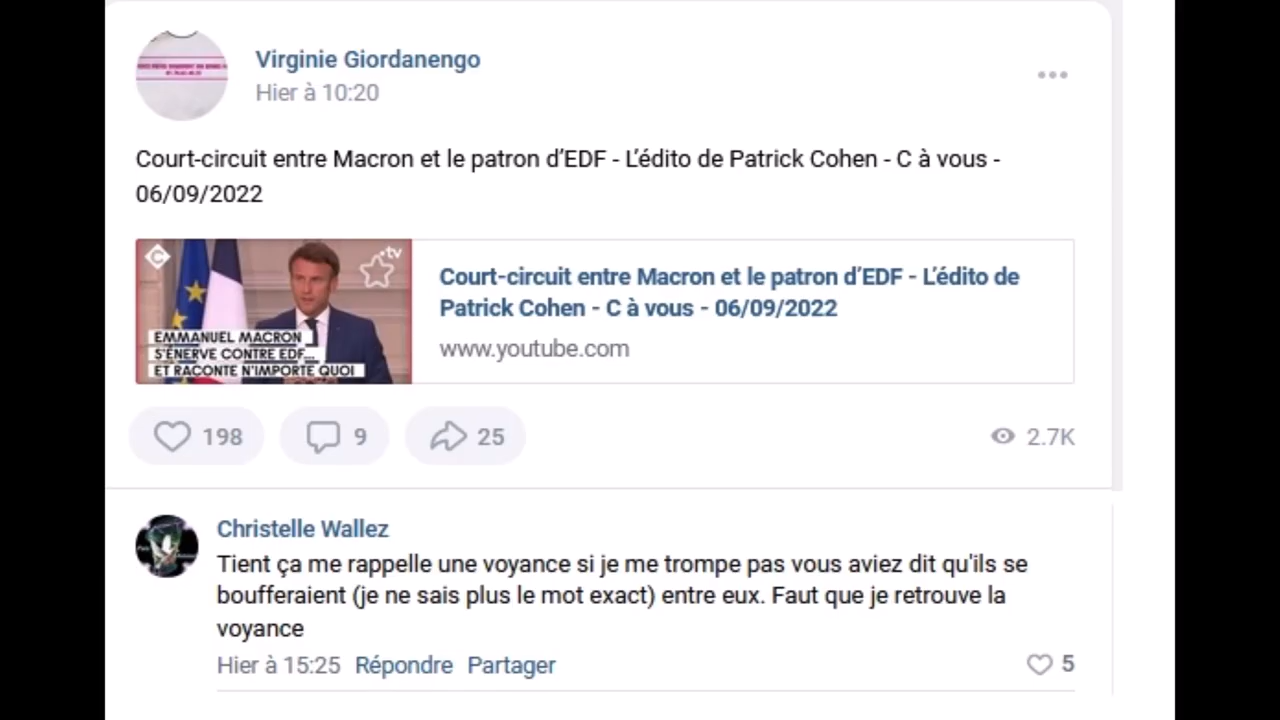 Virginie Giordanengo
Hier à 10:20
Court-circuit entre Macron et le patron d’EDF - L’édito de Patrick Cohen - C à vous -
06/09/2022
tv
EMMANUEL MACRON
S'ÉNERVE CONTRE EDF...
ET RACONTE N'IMPORTE QUOI
Court-circuit entre Macron et le patron d’EDF - L’édito de
Patrick Cohen - C à vous - 06/09/2022
www.youtube.com
198
9
25
2.7K
Christelle Wallez
Tient ça me rappelle une voyance si je me trompe pas vous aviez dit qu'ils se
boufferaient (je ne sais plus le mot exact) entre eux. Faut que je retrouve la
voyance
Hier à 15:25 Répondre Partager
5